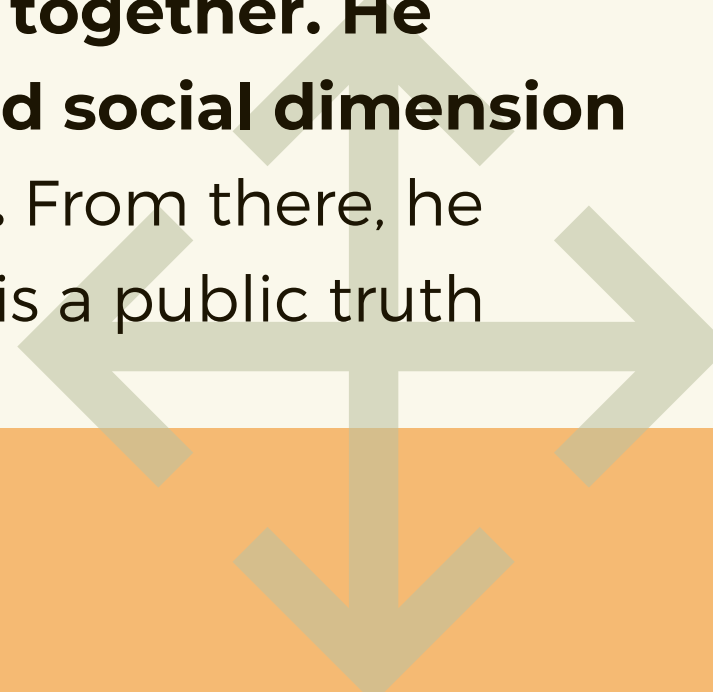 together. He
d social dimension
. From there, he
is a public truth